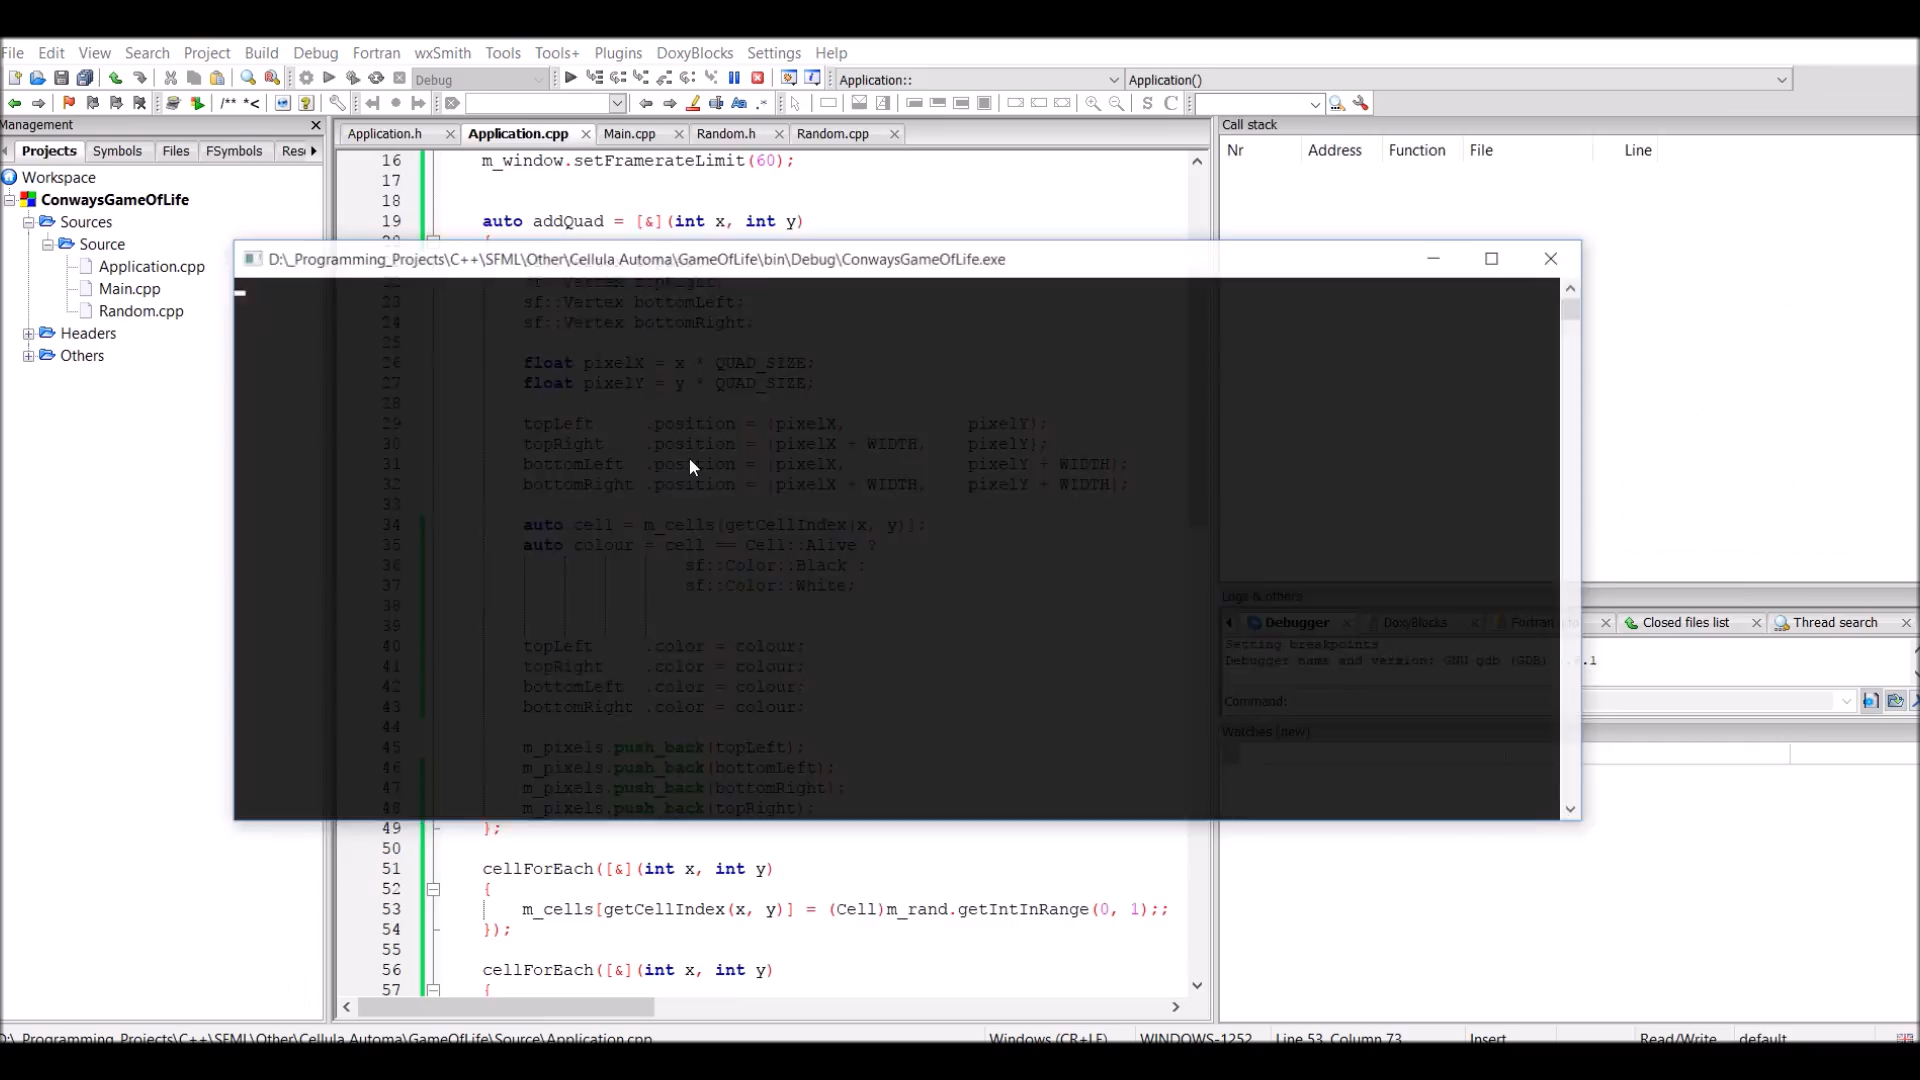 File Edit View Search Project Build Debug Fortran wxSmith Tools Tools+ Plugins DoxyBlocks Settings Help
Debug
Application::
Application()
/** *<
.*
S C
Management
Projects Symbols Files FSymbols Resc
Workspace
ConwaysGameOfLife
Sources
Source
Application.cpp
Main.cpp
Random.cpp
Headers
Others
Application.h Application.cpp Main.cpp Random.h Random.cpp
16 m_window.setFramerateLimit(60);
17
18
19 auto addQuad = [&](int x, int y)
D:\_Programming_Projects\C++\SFML\Other\Cellula Automa\GameOfLife\bin\Debug\ConwaysGameOfLife.exe
23 sf::Vertex bottomLeft;
24 sf::Vertex bottomRight;
25
26 float pixelX = x * QUAD_SIZE;
27 float pixelY = y * QUAD_SIZE;
28
29 topLeft .position = {pixelX, pixelY};
30 topRight .position = {pixelX + WIDTH, pixelY};
31 bottomLeft .position = {pixelX, pixelY + WIDTH};
32 bottomRight .position = {pixelX + WIDTH, pixelY + WIDTH};
33
34 auto cell = m_cells[getCellIndex(x, y)];
35 auto colour = cell == Cell::Alive ?
36 sf::Color::Black :
37 sf::Color::White;
38
39
40 topLeft .color = colour;
41 topRight .color = colour;
42 bottomLeft .color = colour;
43 bottomRight .color = colour;
44
45 m_pixels.push_back(topLeft);
46 m_pixels.push_back(bottomLeft);
47 m_pixels.push_back(bottomRight);
48 m_pixels.push_back(topRight);
49 };
50
51 cellForEach([&](int x, int y)
52 {
53 m_cells[getCellIndex(x, y)] = (Cell)m_rand.getIntInRange(0, 1);;
54 });
55
56 cellForEach([&](int x, int y)
57 {
Call stack
Nr Address Function File Line
Logs & others
Debugger DoxyBlocks Fortran Closed files list Thread search
Setting breakpoints
Debugger name and version: GNU gdb (GDB)
Command:
Watches (new)
D:\_Programming_Projects\C++\SFML\Other\Cellula Automa\GameOfLife\Source\Application.cpp Windows (CR+LF) WINDOWS-1252 Line 53, Column 73 Insert Read/Write default